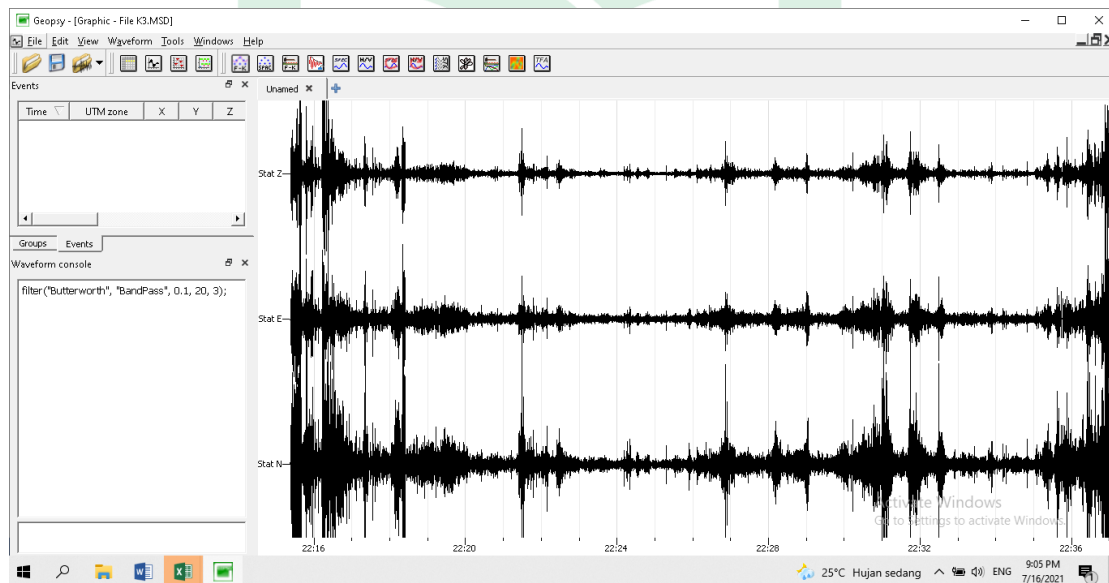 Geopsy - [Graphic - File K3.MSD]
File Edit View Waveform Tools Windows Help
Events
Unamed
Time UTM zone X Y Z
Stat Z
Groups Events
Waveform console
filter("Butterworth", "BandPass", 0.1, 20, 3);
Stat E
Stat N
Activate Windows
Go to Settings to activate Windows.
22:16 22:20 22:24 22:28 22:32 22:36
25°C Hujan sedang ENG 9:05 PM
7/16/2021